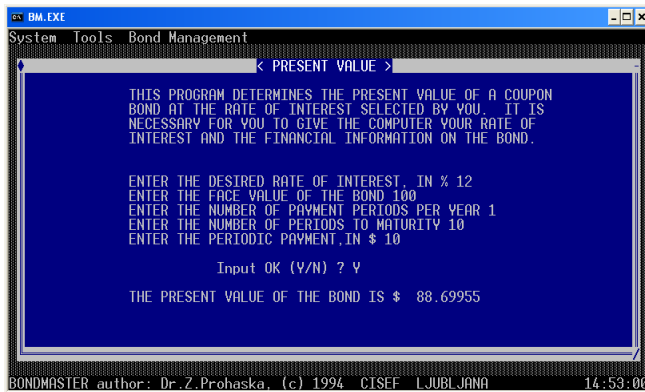 BM.EXE
System Tools Bond Management
< PRESENT VALUE >
THIS PROGRAM DETERMINES THE PRESENT VALUE OF A COUPON
BOND AT THE RATE OF INTEREST SELECTED BY YOU. IT IS
NECESSARY FOR YOU TO GIVE THE COMPUTER YOUR RATE OF
INTEREST AND THE FINANCIAL INFORMATION ON THE BOND.
ENTER THE DESIRED RATE OF INTEREST, IN % 12
ENTER THE FACE VALUE OF THE BOND 100
ENTER THE NUMBER OF PAYMENT PERIODS PER YEAR 1
ENTER THE NUMBER OF PERIODS TO MATURITY 10
ENTER THE PERIODIC PAYMENT,IN $ 10
Input OK (Y/N) ? Y
THE PRESENT VALUE OF THE BOND IS $ 88.69955
BONDMASTER author: Dr.Z.Prohaska, (c) 1994 CISEF LJUBLJANA 14:53:00